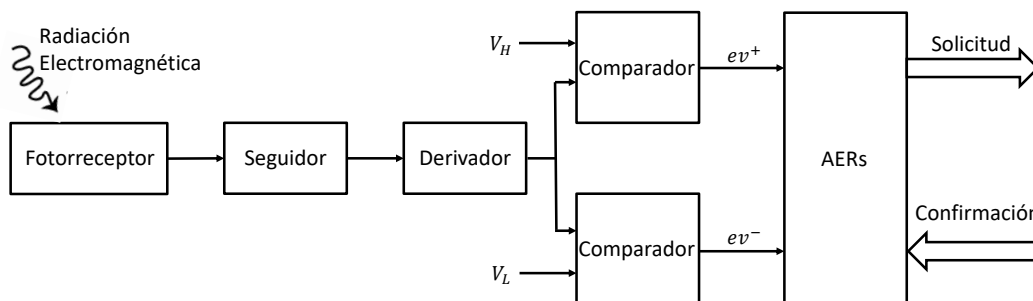 Radiación
Electromagnética
Fotorreceptor
Seguidor
Derivador
V_H
Comparador
ev^+
V_L
Comparador
ev^-
AERs
Solicitud
Confirmación